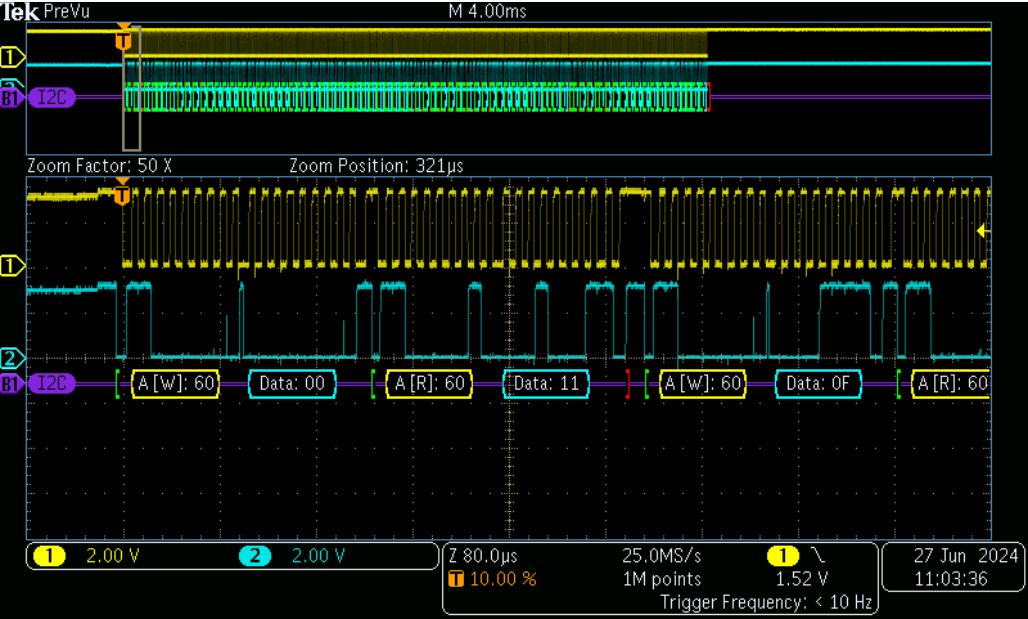 Tek PreVu M 4.00ms
T
1
B1 I2C
Zoom Factor: 50 X Zoom Position: 321µs
T
1
2
B1 I2C A [W]: 60 Data: 00 A [R]: 60 Data: 11 A [W]: 60 Data: 0F A [R]: 60
1 2.00 V 2 2.00 V Z 80.0µs 25.0MS/s 1 27 Jun 2024
T 10.00 % 1M points 1.52 V 11:03:36
Trigger Frequency: < 10 Hz